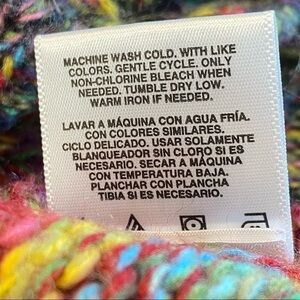 MACHINE WASH COLD. WITH LIKE
COLORS. GENTLE CYCLE. ONLY
NON-CHLORINE BLEACH WHEN
NEEDED. TUMBLE DRY LOW.
WARM IRON IF NEEDED.
LAVAR A MÁQUINA CON AGUA FRÍA.
CON COLORES SIMILARES.
CICLO DELICADO. USAR SOLAMENTE
BLANQUEADOR SIN CLORO SI ES
NECESARIO. SECAR A MÁQUINA
CON TEMPERATURA BAJA.
PLANCHAR CON PLANCHA
TIBIA SI ES NECESARIO.